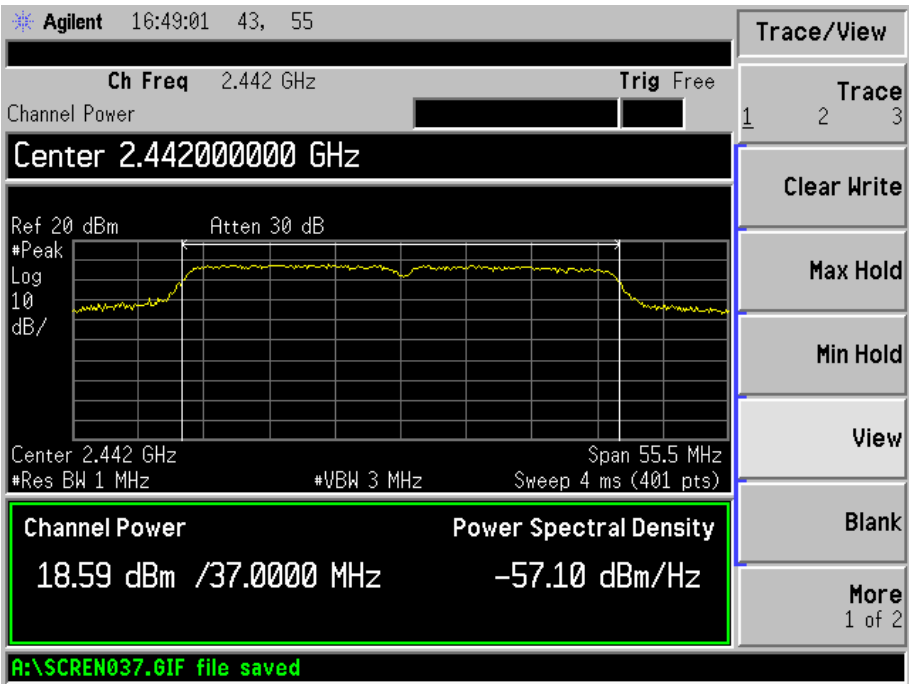 Agilent 16:49:01 43, 55
Trace/View
Ch Freq 2.442 GHz Trig Free
Channel Power
Trace
1 2 3
Center 2.442000000 GHz
Clear Write
Ref 20 dBm Atten 30 dB
#Peak
Log
10
dB/
Max Hold
Min Hold
View
Center 2.442 GHz Span 55.5 MHz
#Res BW 1 MHz #VBW 3 MHz Sweep 4 ms (401 pts)
Channel Power Power Spectral Density
Blank
18.59 dBm /37.0000 MHz -57.10 dBm/Hz
More
1 of 2
A:\SCREN037.GIF file saved